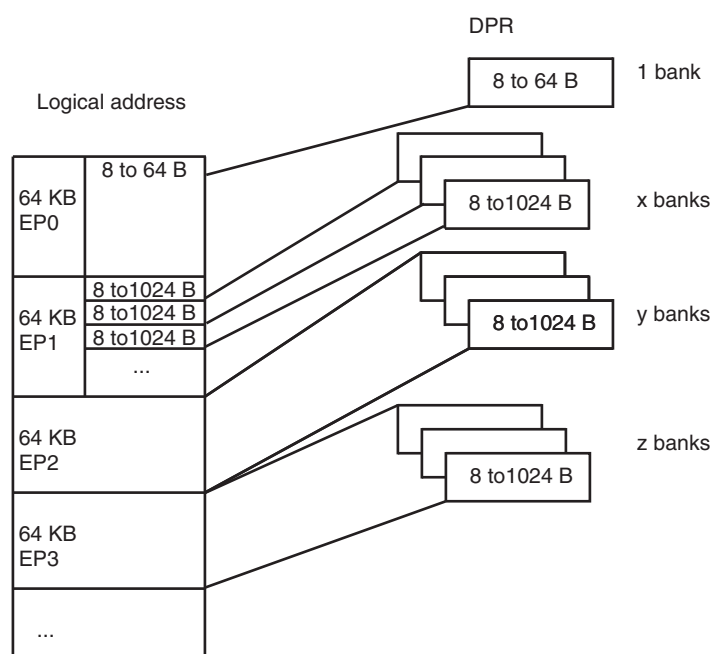 DPR
8 to 64 B
1 bank
Logical address
8 to 64 B
64 KB
EP0
8 to1024 B
x banks
8 to1024 B
8 to1024 B
8 to1024 B
64 KB
EP1
...
8 to1024 B
y banks
64 KB
EP2
8 to1024 B
z banks
64 KB
EP3
...